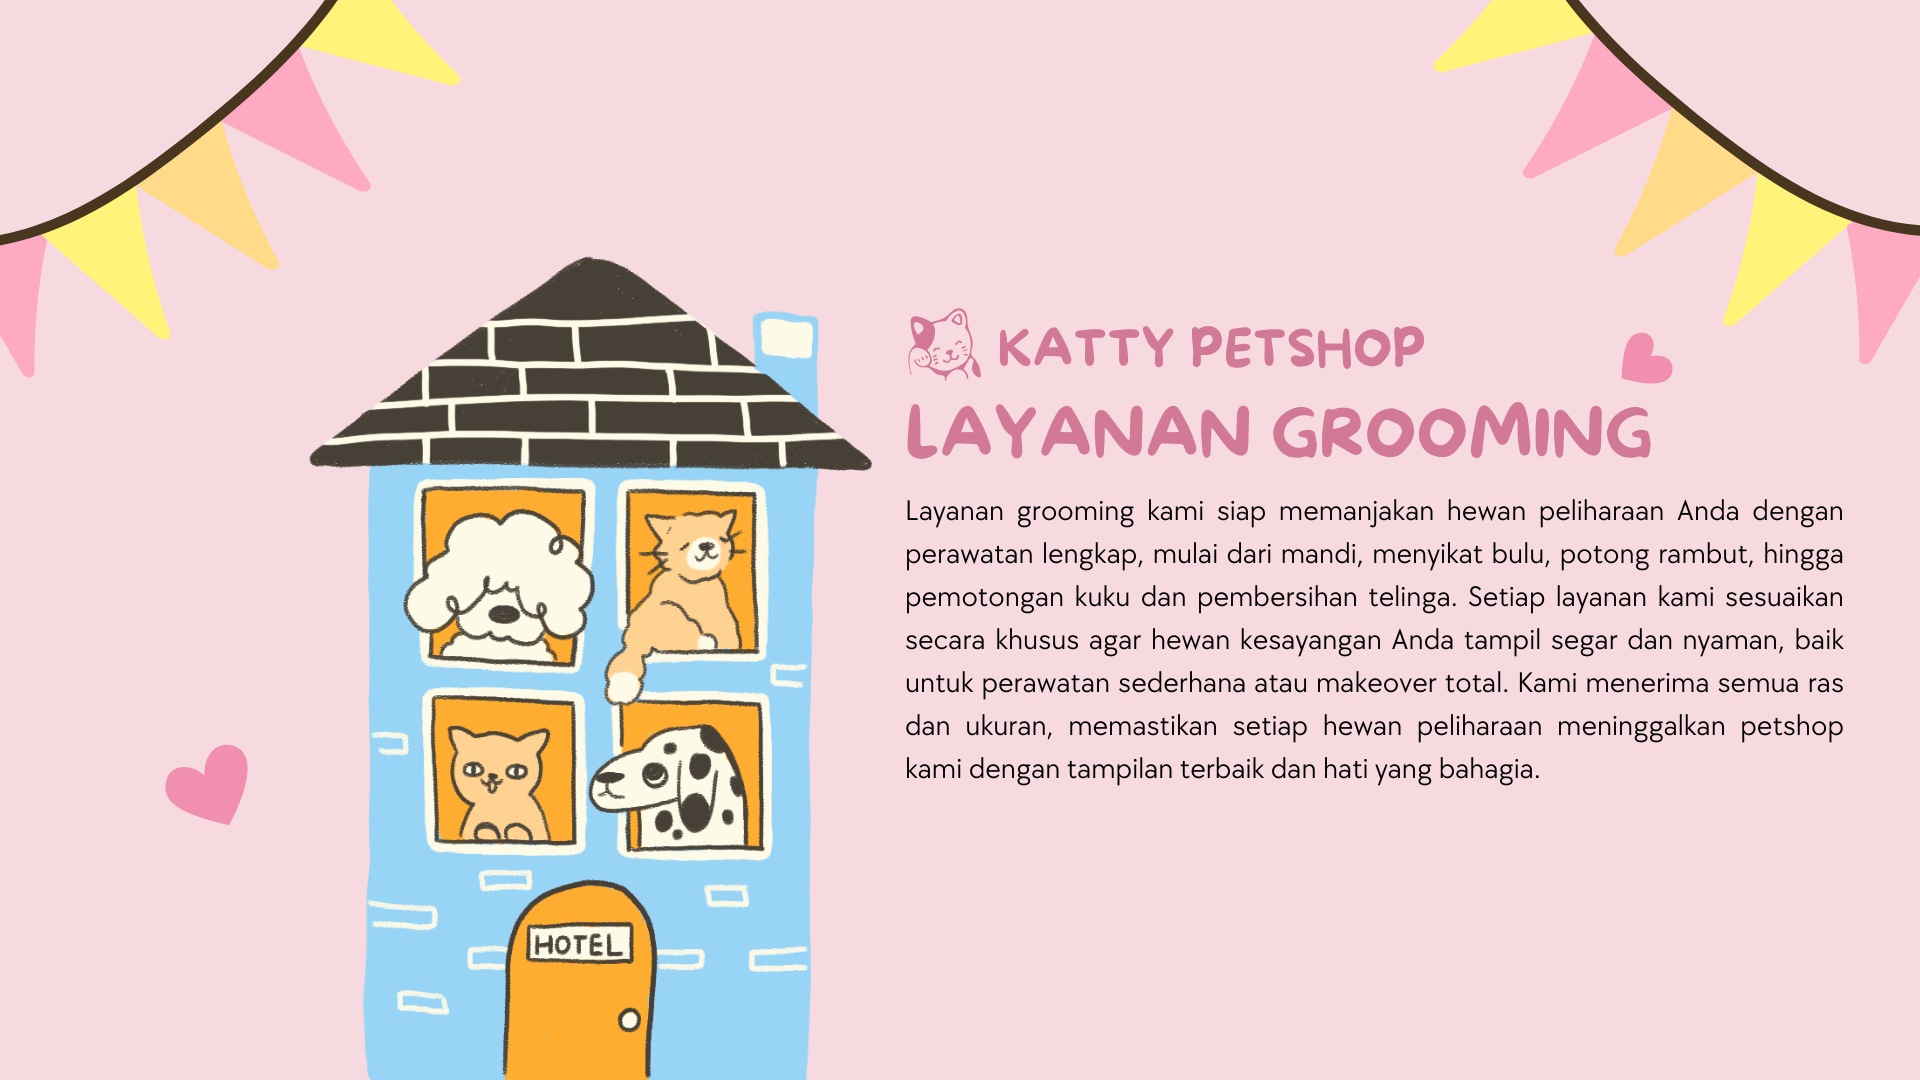 KATTY PETSHOP
LAYANAN GROOMING
Layanan grooming kami siap memanjakan hewan peliharaan Anda dengan
perawatan lengkap, mulai dari mandi, menyikat bulu, potong rambut, hingga
pemotongan kuku dan pembersihan telinga. Setiap layanan kami sesuaikan
secara khusus agar hewan kesayangan Anda tampil segar dan nyaman, baik
untuk perawatan sederhana atau makeover total. Kami menerima semua ras
dan ukuran, memastikan setiap hewan peliharaan meninggalkan petshop
kami dengan tampilan terbaik dan hati yang bahagia.
HOTEL